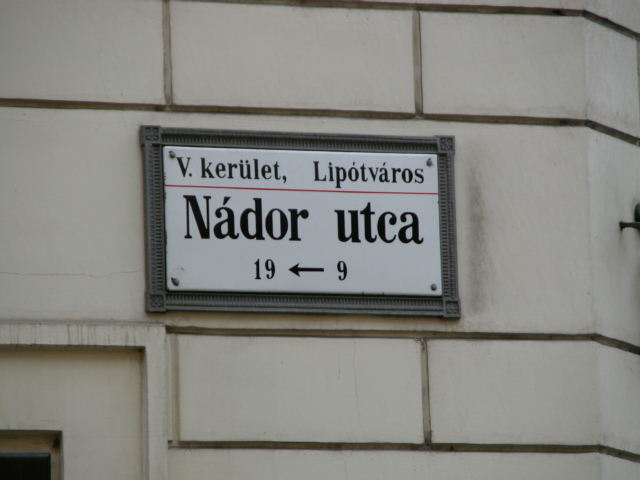 V. kerület, Lipótváros
Nádor utca
19 ← 9